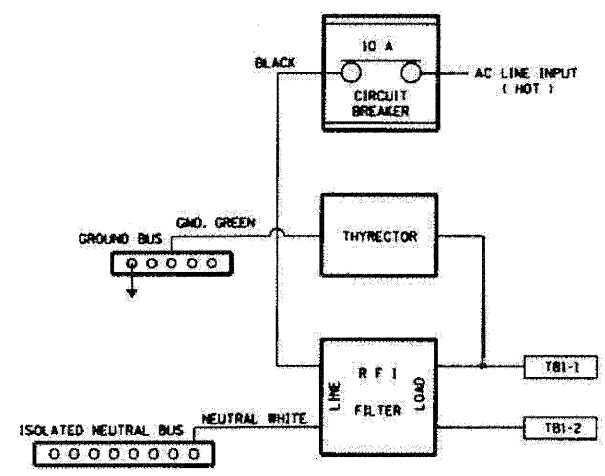 10 A
BLACK
AC LINE INPUT
( HOT )
CIRCUIT
BREAKER
GND. GREEN
GROUND BUS
THYRECTOR
LINE
R F I
FILTER
LOAD
TB1-1
NEUTRAL WHITE
TB1-2
ISOLATED NEUTRAL BUS